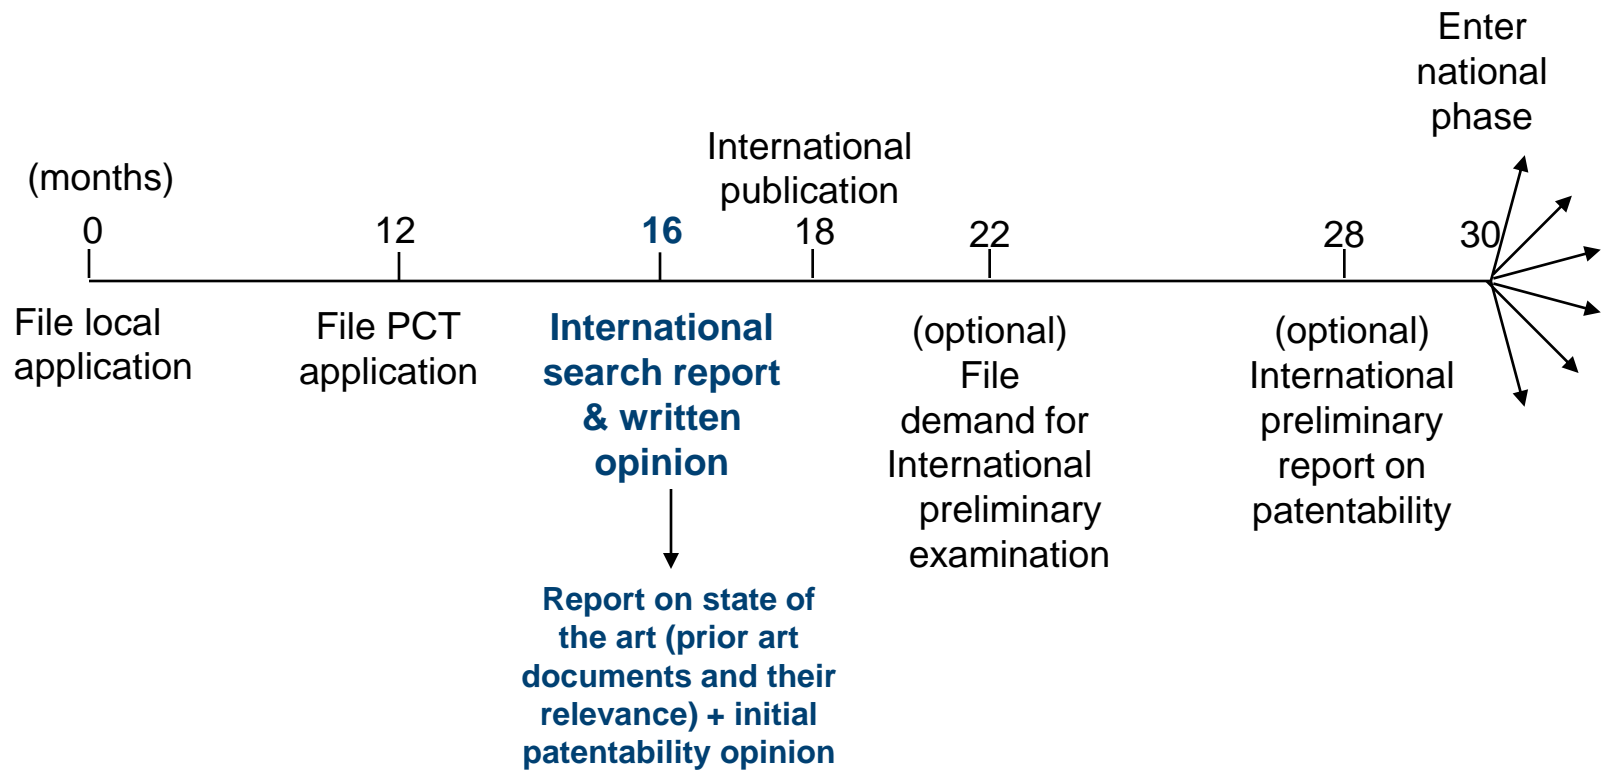 Enter
national
phase
International
publication
(months)
0
12
16
18
22
28
30
File local
application
File PCT
application
International
search report
& written
opinion
(optional)
File
demand for
International
preliminary
examination
(optional)
International
preliminary
report on
patentability
Report on state of
the art (prior art
documents and their
relevance) + initial
patentability opinion